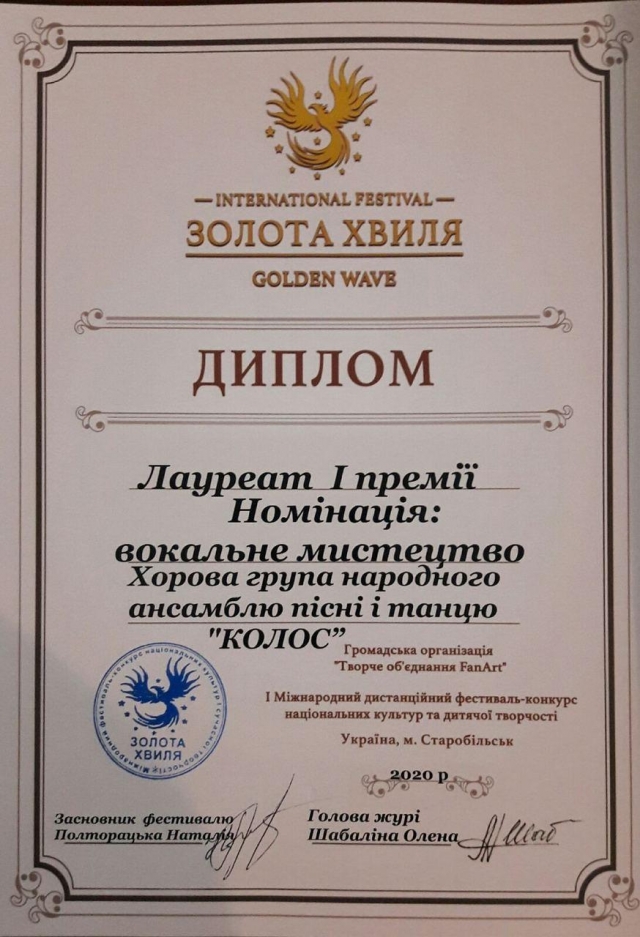 INTERNATIONAL FESTIVAL
ЗОЛОТА ХВИЛЯ
GOLDEN WAVE
ДИПЛОМ
Лауреат І премії
Номінація:
вокальне мистецтво
Хорова група народного
ансамблю пісні і танцю
"КОЛОС”
Громадська організація
"Творче об'єднання FanArt"
І Міжнародний дистанційний фестиваль-конкурс
національних культур та дитячої творчості
Україна, м. Старобільськ
ЗОЛОТА
ХВИЛЯ
2020 р
Засновник фестивалю
Полторацька Наталія
Голова журі
Шабаліна Олена